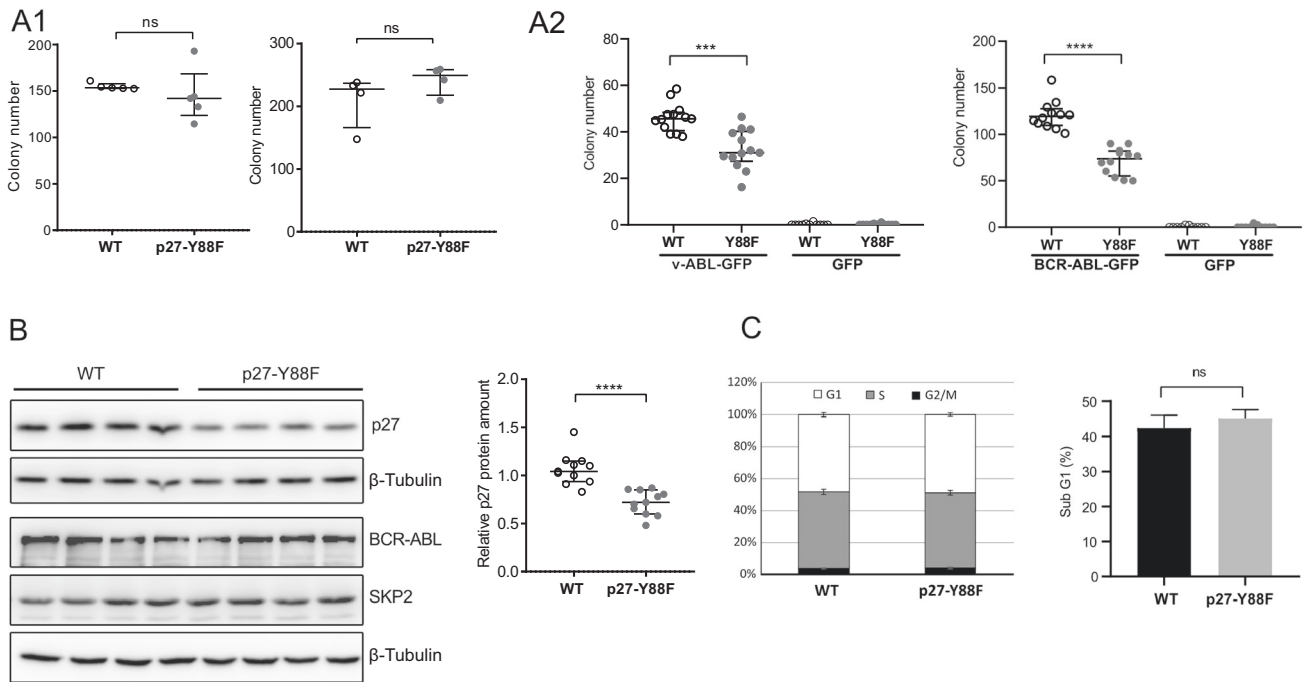 A1
ns
Colony number
200
150
100
50
0
WT
p27-Y88F
ns
Colony number
300
200
100
0
WT
p27-Y88F
A2
***
Colony number
80
60
40
20
0
WT Y88F WT Y88F
v-ABL-GFP GFP
****
Colony number
200
150
100
50
0
WT Y88F WT Y88F
BCR-ABL-GFP GFP
B
WT p27-Y88F
p27
β-Tubulin
BCR-ABL
SKP2
β-Tubulin
****
Relative p27 protein amount
2.0
1.5
1.0
0.5
0.0
WT p27-Y88F
C
120%
100%
80%
60%
40%
20%
0%
G1 S G2/M
WT p27-Y88F
ns
Sub G1 (%)
50
40
30
20
10
0
WT p27-Y88F